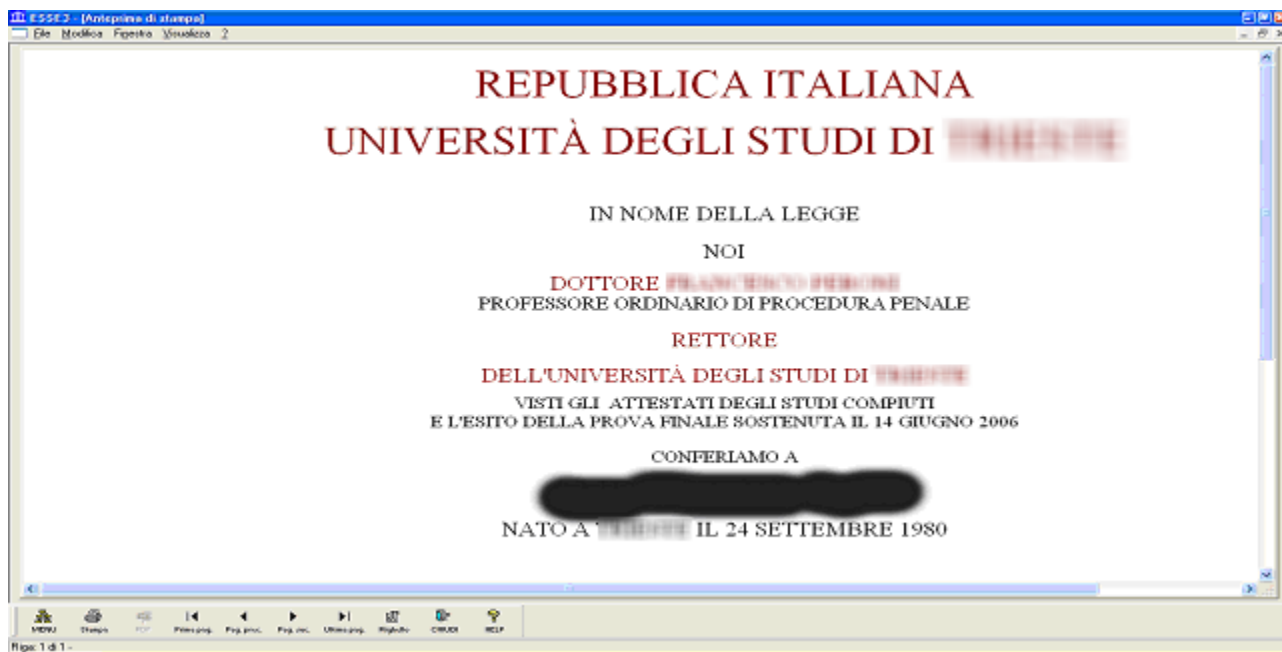 ESSE3 - [Anteprima di stampa]
File Modifica Finestra Visualizza ?
REPUBBLICA ITALIANA
UNIVERSITÀ DEGLI STUDI DI
IN NOME DELLA LEGGE
NOI
DOTTORE
PROFESSORE ORDINARIO DI PROCEDURA PENALE
RETTORE
DELL'UNIVERSITÀ DEGLI STUDI DI
VISTI GLI ATTESTATI DEGLI STUDI COMPIUTI
E L'ESITO DELLA PROVA FINALE SOSTENUTA IL 14 GIUGNO 2006
CONFERIAMO A
NATO A IL 24 SETTEMBRE 1980
MENU Stampa PDF Prima pag. Pag. prec. Pag. suc. Ultima pag. CHIUDI HELP
Riga: 1 di 1 -